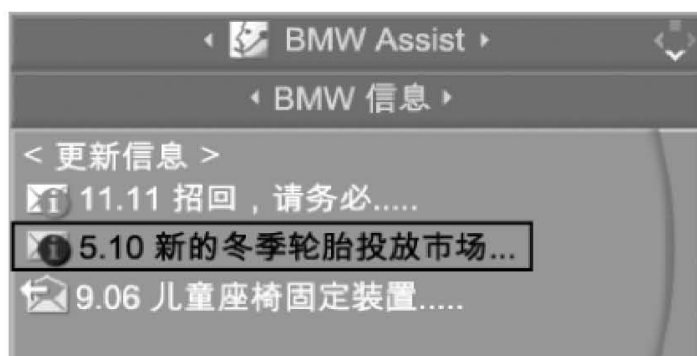 BMW Assist
BMW 信息
< 更新信息 >
11.11 招回，请务必.....
5.10 新的冬季轮胎投放市场...
9.06 儿童座椅固定装置.....